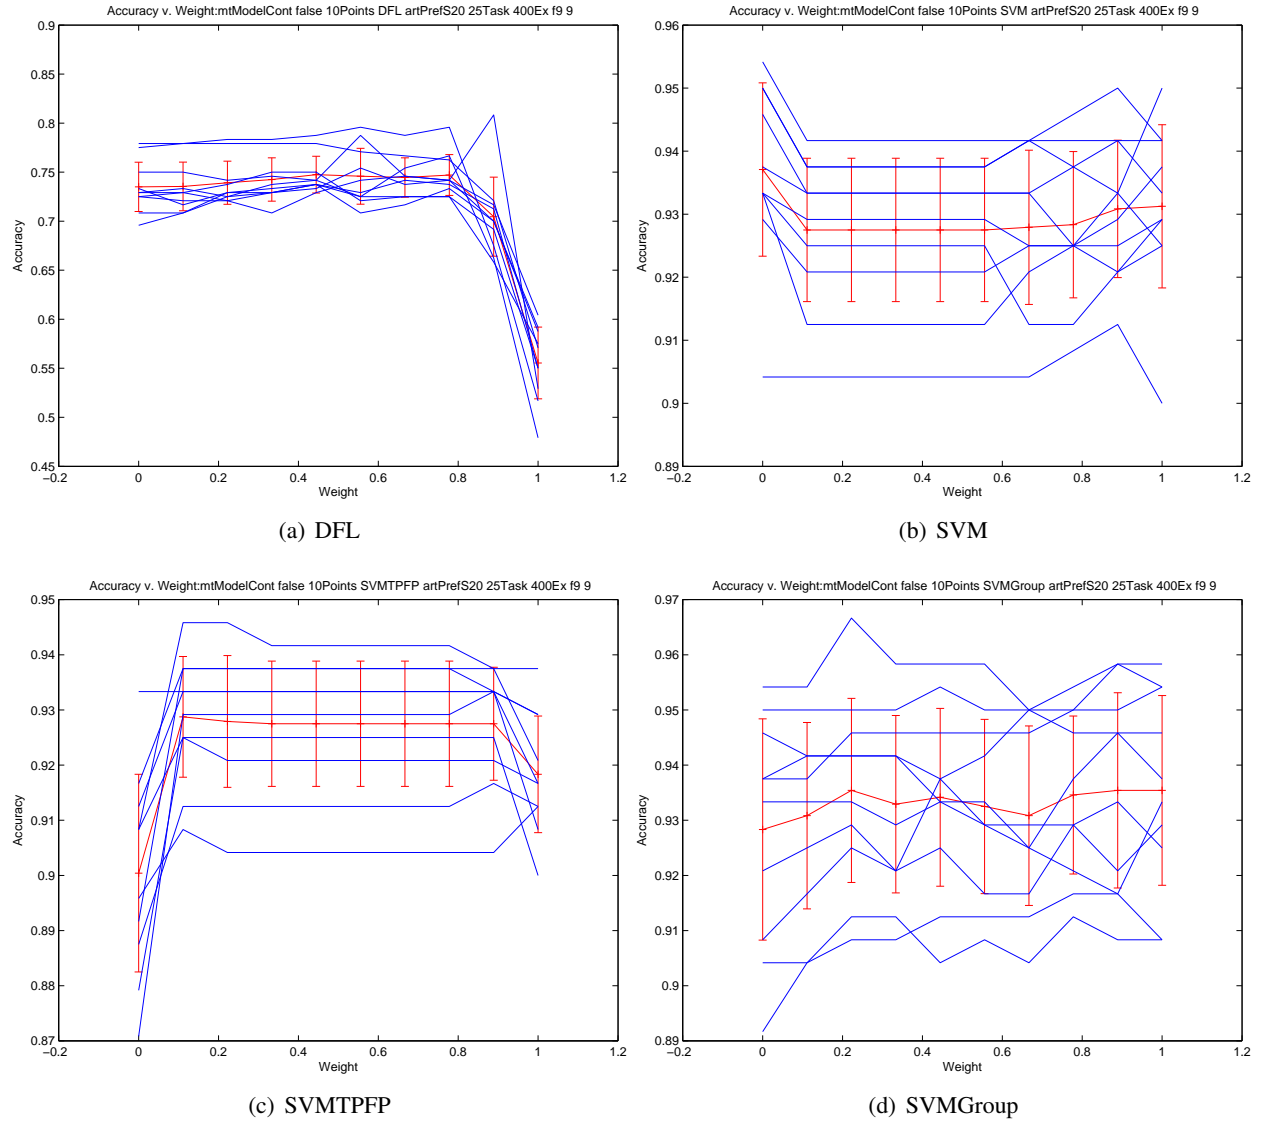 Accuracy v. Weight:mtModelCont false 10Points DFL artPrefS20 25Task 400Ex f9 9
0.9
0.85
0.8
0.75
0.7
0.65
0.6
0.55
0.5
0.45
Accuracy
−0.2 0 0.2 0.4 0.6 0.8 1 1.2
Weight
(a) DFL
Accuracy v. Weight:mtModelCont false 10Points SVM artPrefS20 25Task 400Ex f9 9
0.96
0.95
0.94
0.93
0.92
0.91
0.9
0.89
Accuracy
−0.2 0 0.2 0.4 0.6 0.8 1 1.2
Weight
(b) SVM
Accuracy v. Weight:mtModelCont false 10Points SVMTPFP artPrefS20 25Task 400Ex f9 9
0.95
0.94
0.93
0.92
0.91
0.9
0.89
0.88
0.87
Accuracy
−0.2 0 0.2 0.4 0.6 0.8 1 1.2
Weight
(c) SVMTPFP
Accuracy v. Weight:mtModelCont false 10Points SVMGroup artPrefS20 25Task 400Ex f9 9
0.97
0.96
0.95
0.94
0.93
0.92
0.91
0.9
0.89
Accuracy
−0.2 0 0.2 0.4 0.6 0.8 1 1.2
Weight
(d) SVMGroup